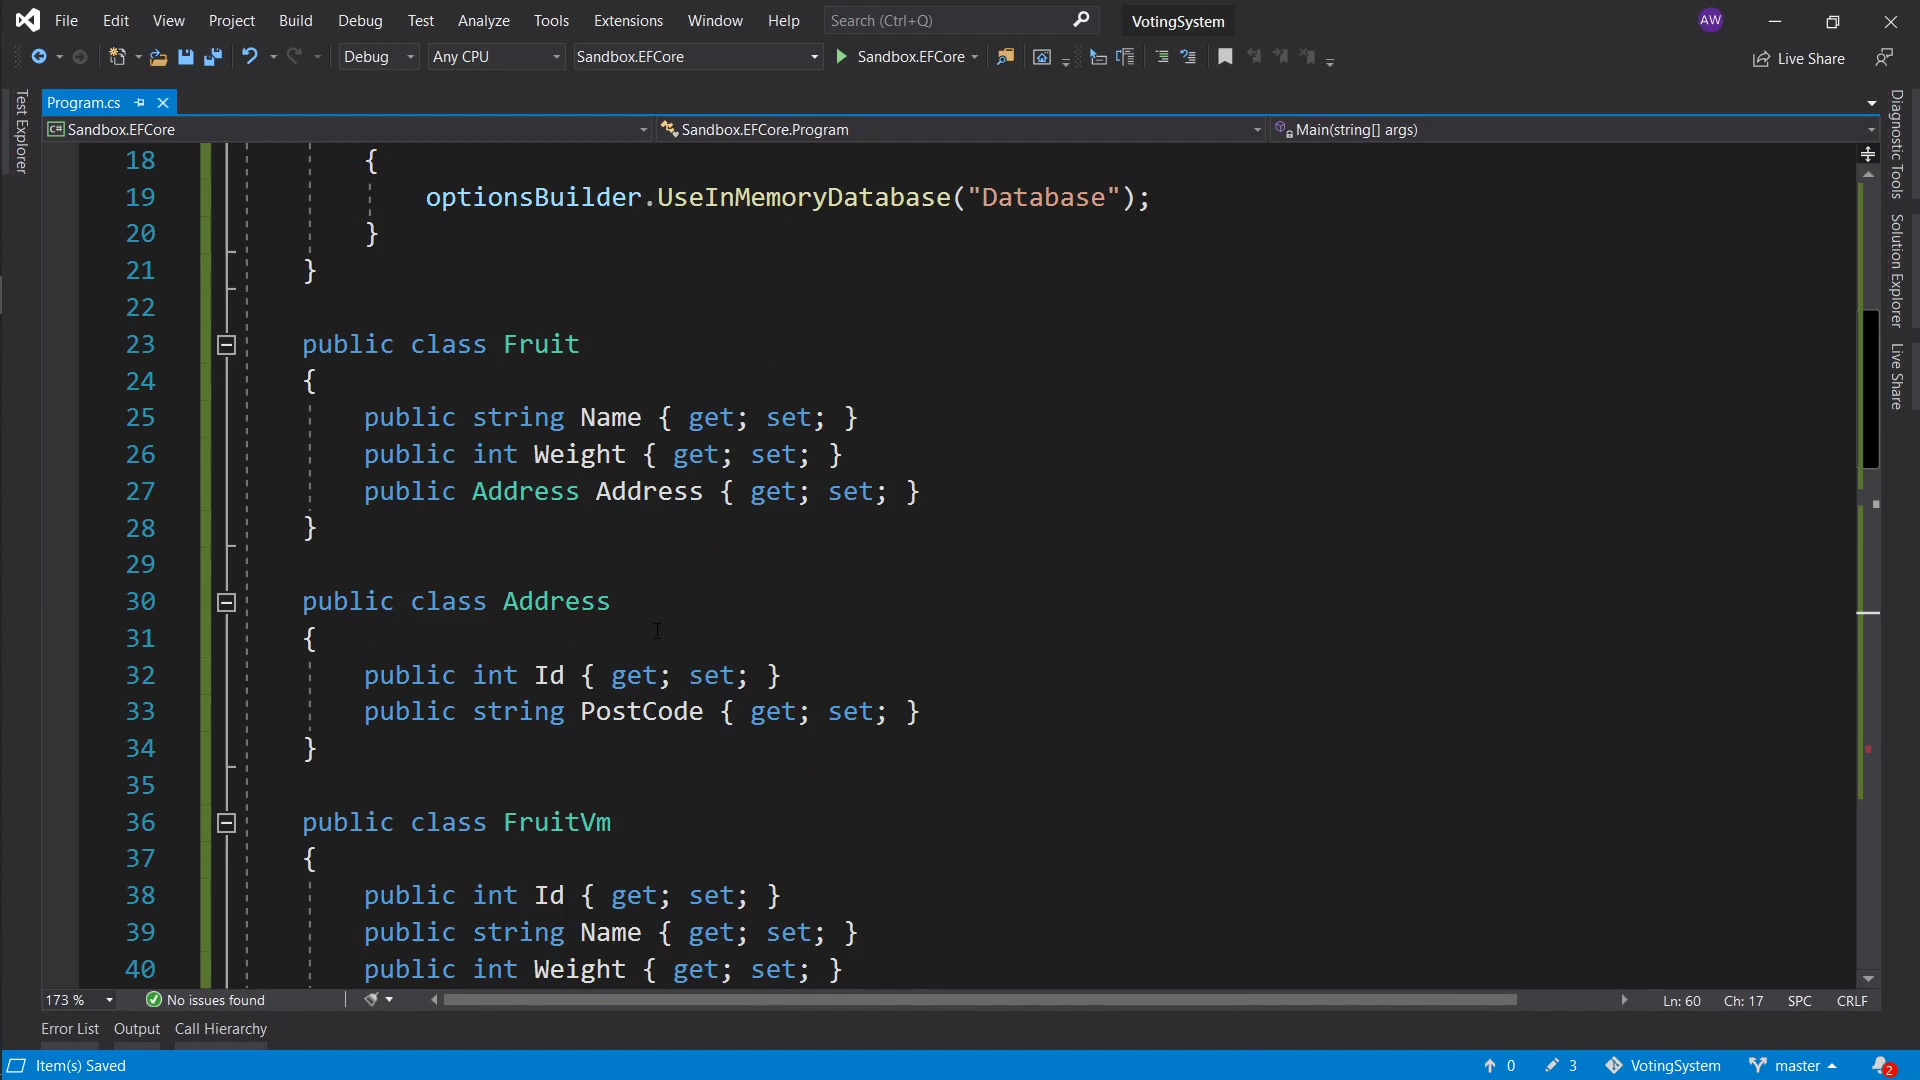 File Edit View Project Build Debug Test Analyze Tools Extensions Window Help Search (Ctrl+Q) VotingSystem AW
Debug Any CPU Sandbox.EFCore Sandbox.EFCore Live Share
Program.cs
Sandbox.EFCore Sandbox.EFCore.Program Main(string[] args)
Test Explorer
18 {
19 optionsBuilder.UseInMemoryDatabase("Database");
20 }
21 }
22
23 public class Fruit
24 {
25 public string Name { get; set; }
26 public int Weight { get; set; }
27 public Address Address { get; set; }
28 }
29
30 public class Address
31 {
32 public int Id { get; set; }
33 public string PostCode { get; set; }
34 }
35
36 public class FruitVm
37 {
38 public int Id { get; set; }
39 public string Name { get; set; }
40 public int Weight { get; set; }
Diagnostic Tools
Solution Explorer
Live Share
173 % No issues found Ln: 60 Ch: 17 SPC CRLF
Error List Output Call Hierarchy
Item(s) Saved 0 3 VotingSystem master 2